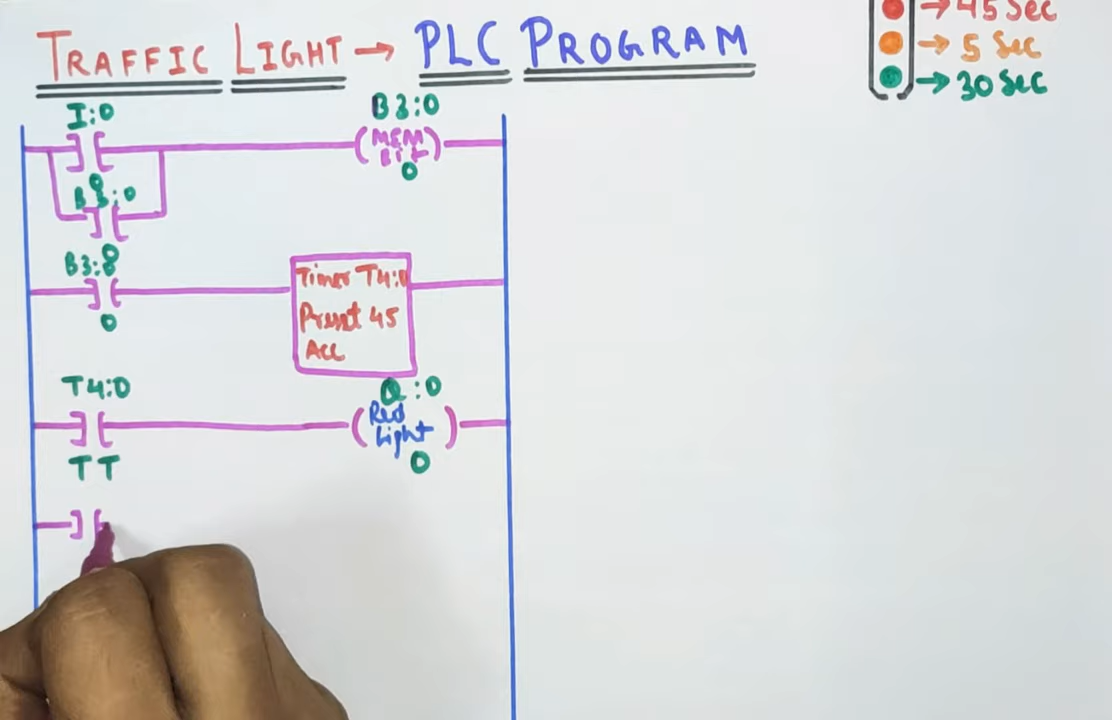 TRAFFIC LIGHT → PLC PROGRAM
→ 45 Sec
→ 5 Sec
→ 30 Sec
I:0
B3:0
MEM
Bit
0
0
B3:0
B3:0
0
Timer T4:0
Preset 45
Acc
T4:0
TT
O:0
Red
Light
0